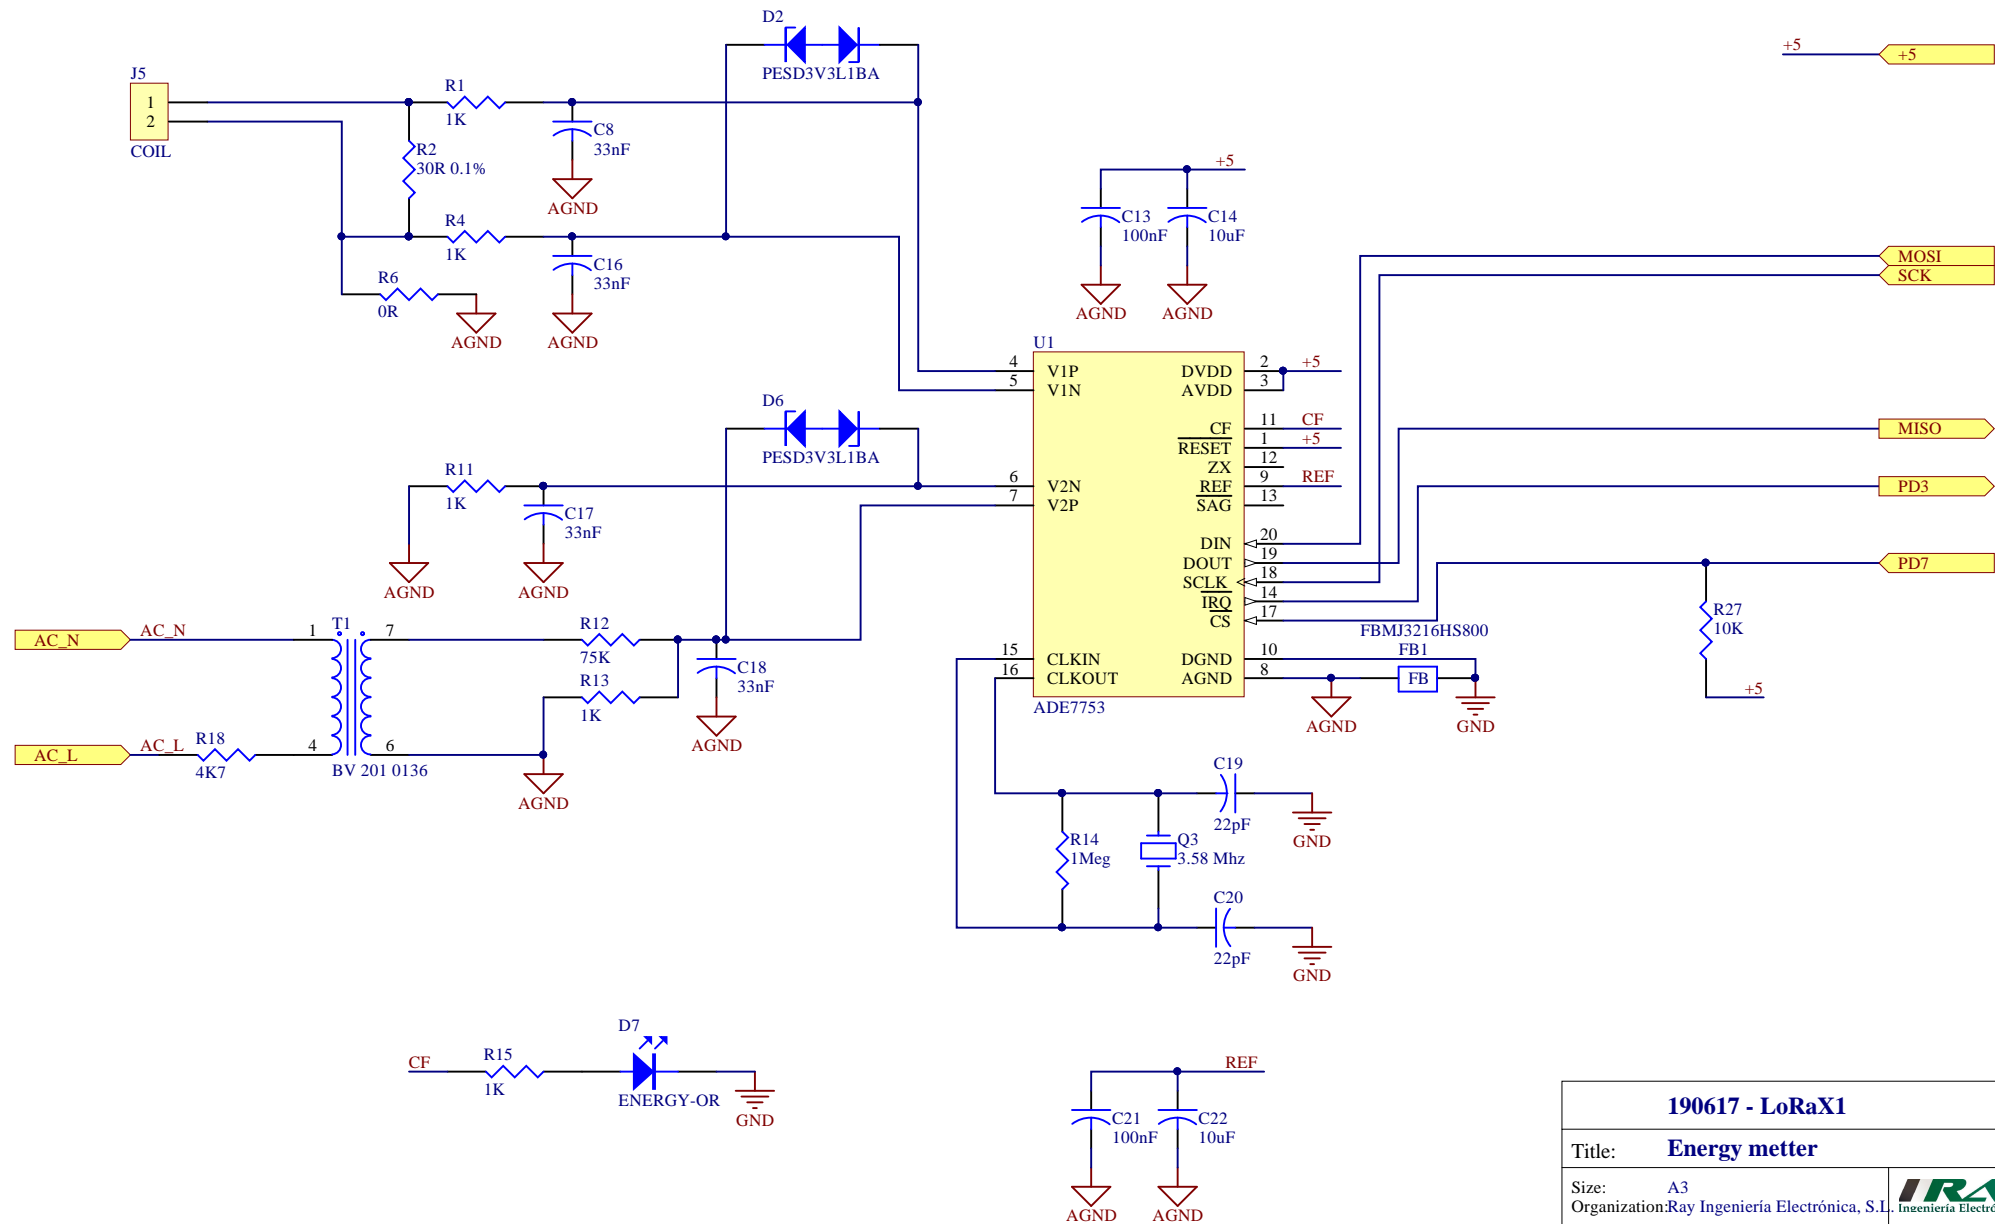 D2
PESD3V3L1BA
+5
+5
J5
1
2
COIL
R1
1K
C8
33nF
AGND
R2
30R 0.1%
R4
1K
C16
33nF
AGND
R6
0R
AGND
+5
C13
100nF
C14
10uF
AGND
AGND
MOSI
SCK
MISO
PD3
PD7
U1
4 V1P
5 V1N
6 V2N
7 V2P
15 CLKIN
16 CLKOUT
DVDD 2 +5
AVDD 3
CF 11 CF
RESET 1 +5
ZX 12
REF 9 REF
SAG 13
DIN 20
DOUT 19
SCLK 18
IRQ 14
CS 17
DGND 10
AGND 8
ADE7753
D6
PESD3V3L1BA
R11
1K
C17
33nF
AGND
AGND
AC_N
AC_N
1
T1
7
R12
75K
C18
33nF
AGND
R13
1K
AC_L
AC_L
R18
4K7
4
6
BV 201 0136
AGND
FBMJ3216HS800
FB1
FB
AGND
GND
R27
10K
+5
C19
22pF
GND
R14
1Meg
Q3
3.58 Mhz
C20
22pF
GND
CF
R15
1K
D7
ENERGY-OR
GND
REF
C21
100nF
C22
10uF
AGND
AGND
190617 - LoRaX1
Title: Energy metter
Size: A3
Organization: Ray Ingeniería Electrónica, S.L.